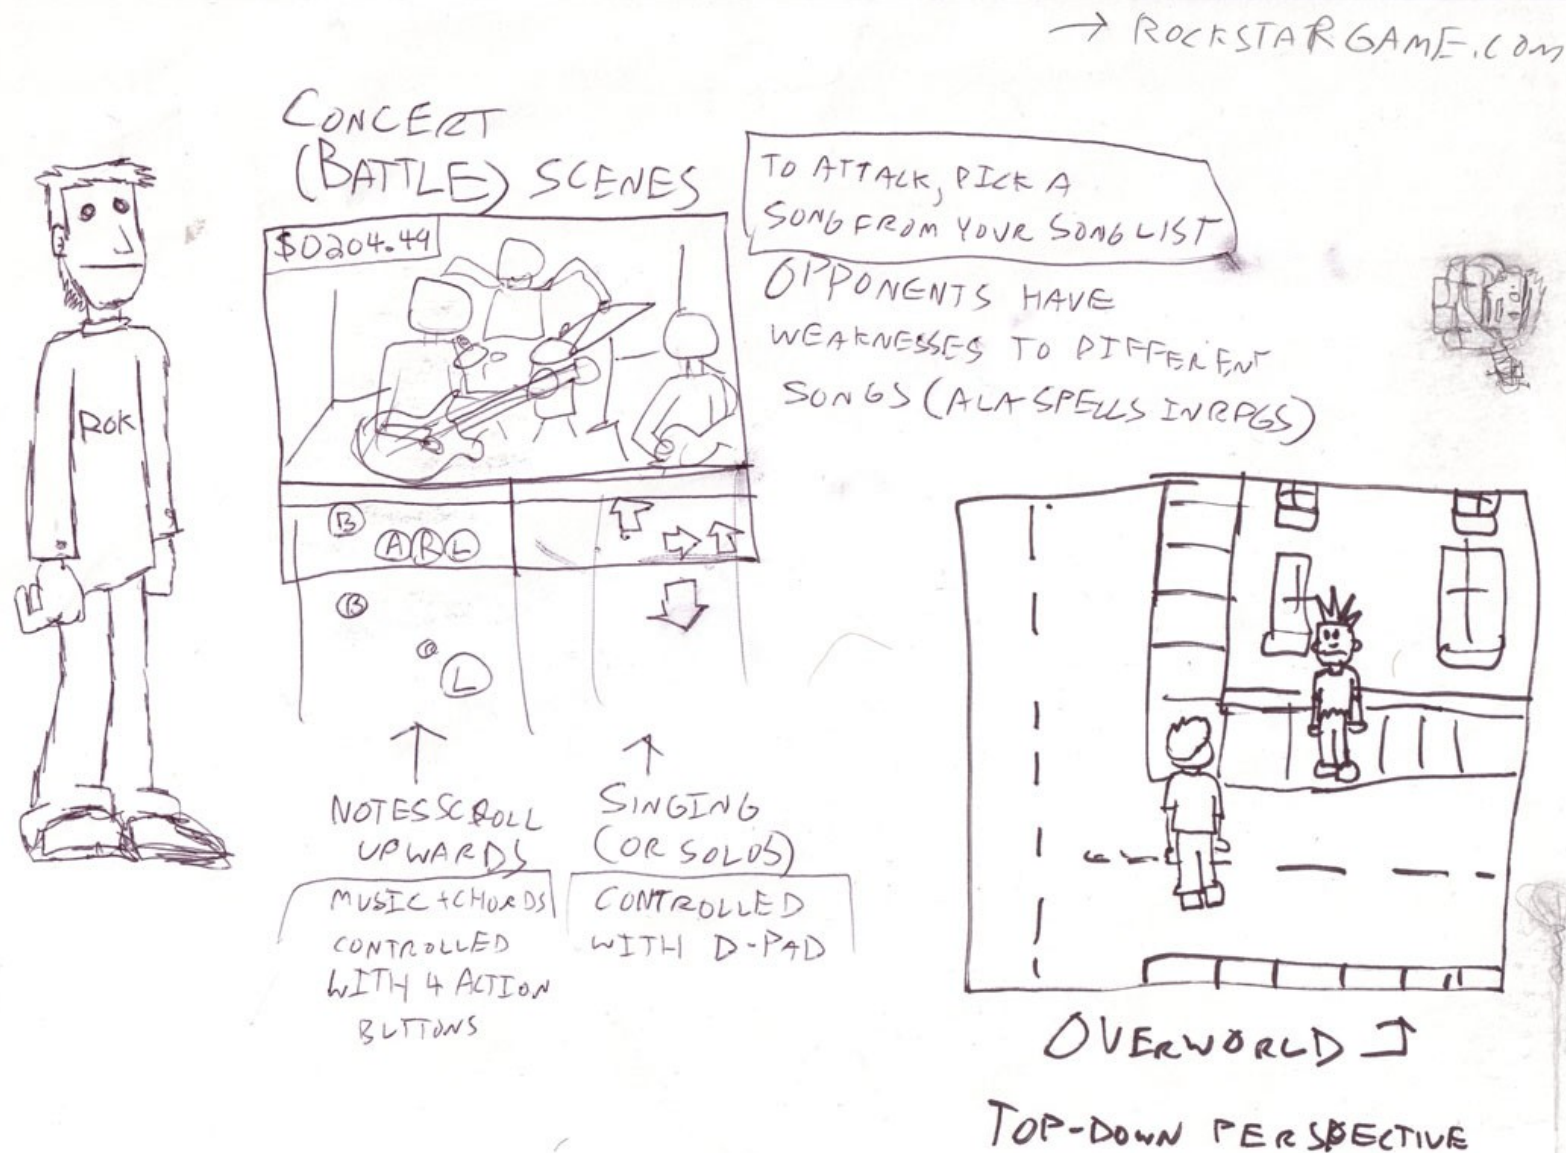 → ROCKSTARGAME.COM
CONCERT
(BATTLE) SCENES
TO ATTACK, PICK A
SONG FROM YOUR SONG LIST
OPPONENTS HAVE
WEAKNESSES TO DIFFERENT
SONGS (ALA SPELLS IN RPGS)
$0204.49
ROK
B
A R L
B
L
NOTES SCROLL
UPWARDS
MUSIC + CHORDS
CONTROLLED
WITH 4 ACTION
BUTTONS
SINGING
(OR SOLOS)
CONTROLLED
WITH D-PAD
OVERWORLD
TOP-DOWN PERSPECTIVE